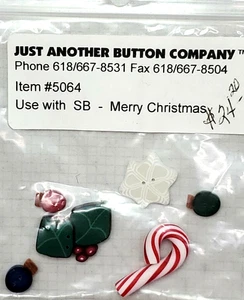 JUST ANOTHER BUTTON COMPANY™
Phone 618/667-8531 Fax 618/667-8504
Item #5064
Use with SB - Merry Christmas